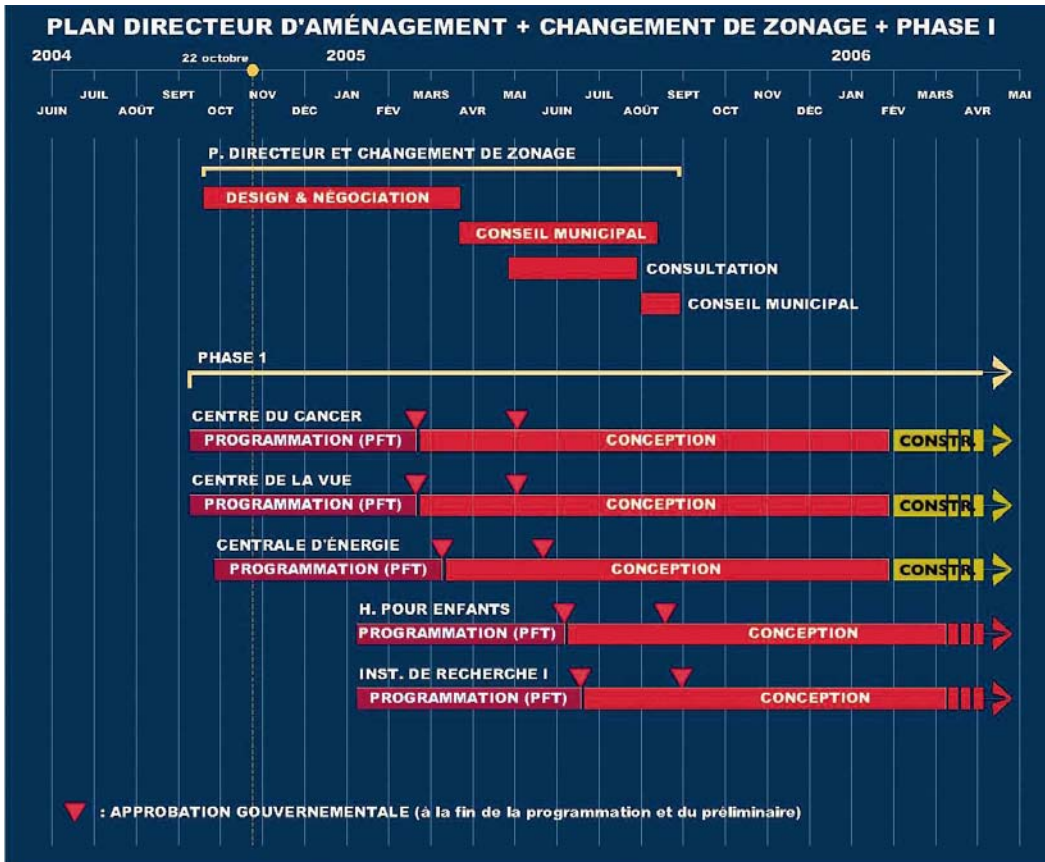 PLAN DIRECTEUR D'AMÉNAGEMENT + CHANGEMENT DE ZONAGE + PHASE I
2004 22 octobre 2005 2006
JUIL SEPT NOV JAN MARS MAI JUIL SEPT NOV JAN MARS MAI
JUIN AOÛT OCT DÉC FÉV AVR JUIN AOÛT OCT DÉC FÉV AVR
P. DIRECTEUR ET CHANGEMENT DE ZONAGE
DESIGN & NÉGOCIATION
CONSEIL MUNICIPAL
CONSULTATION
CONSEIL MUNICIPAL
PHASE 1
CENTRE DU CANCER
PROGRAMMATION (PFT) CONCEPTION CONSTR.
CENTRE DE LA VUE
PROGRAMMATION (PFT) CONCEPTION CONSTR.
CENTRALE D'ÉNERGIE
PROGRAMMATION (PFT) CONCEPTION CONSTR.
H. POUR ENFANTS
PROGRAMMATION (PFT) CONCEPTION
INST. DE RECHERCHE I
PROGRAMMATION (PFT) CONCEPTION
: APPROBATION GOUVERNEMENTALE (à la fin de la programmation et du préliminaire)